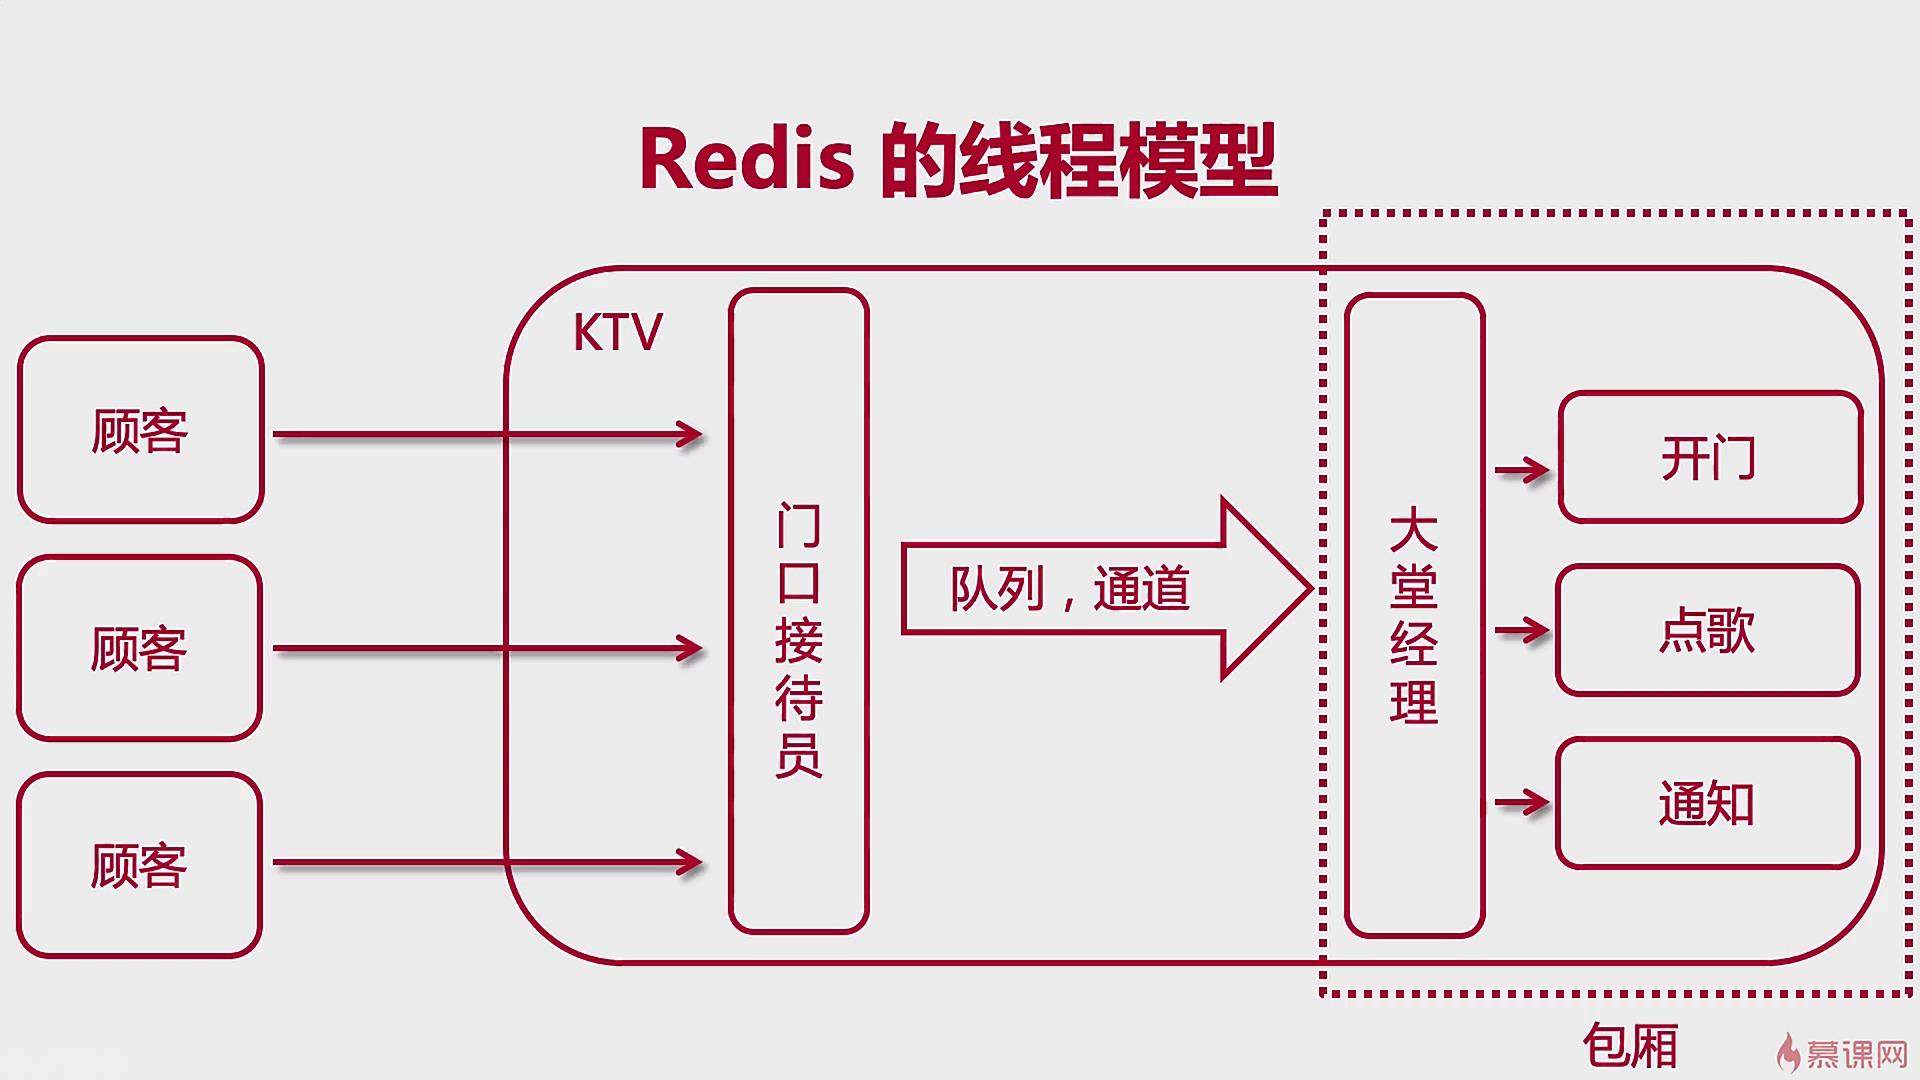 Redis 的线程模型
KTV
顾客
顾客
顾客
门口接待员
队列，通道
大堂经理
开门
点歌
通知
包厢
慕课网